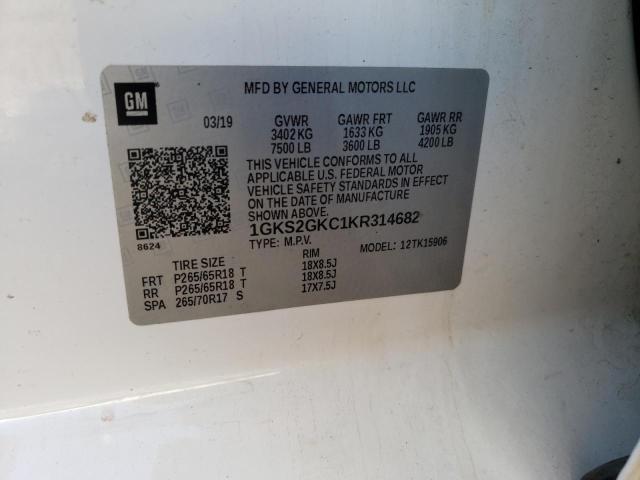 GM
MFD BY GENERAL MOTORS LLC
03/19 GVWR GAWR FRT GAWR RR
3402 KG 1633 KG 1905 KG
7500 LB 3600 LB 4200 LB
THIS VEHICLE CONFORMS TO ALL
APPLICABLE U.S. FEDERAL MOTOR
VEHICLE SAFETY STANDARDS IN EFFECT
ON THE DATE OF MANUFACTURE
SHOWN ABOVE.
8624
1GKS2GKC1KR314682
TYPE: M.P.V. MODEL: 12TK15906
TIRE SIZE RIM
FRT P265/65R18 T 18X8.5J
RR P265/65R18 T 18X8.5J
SPA 265/70R17 S 17X7.5J